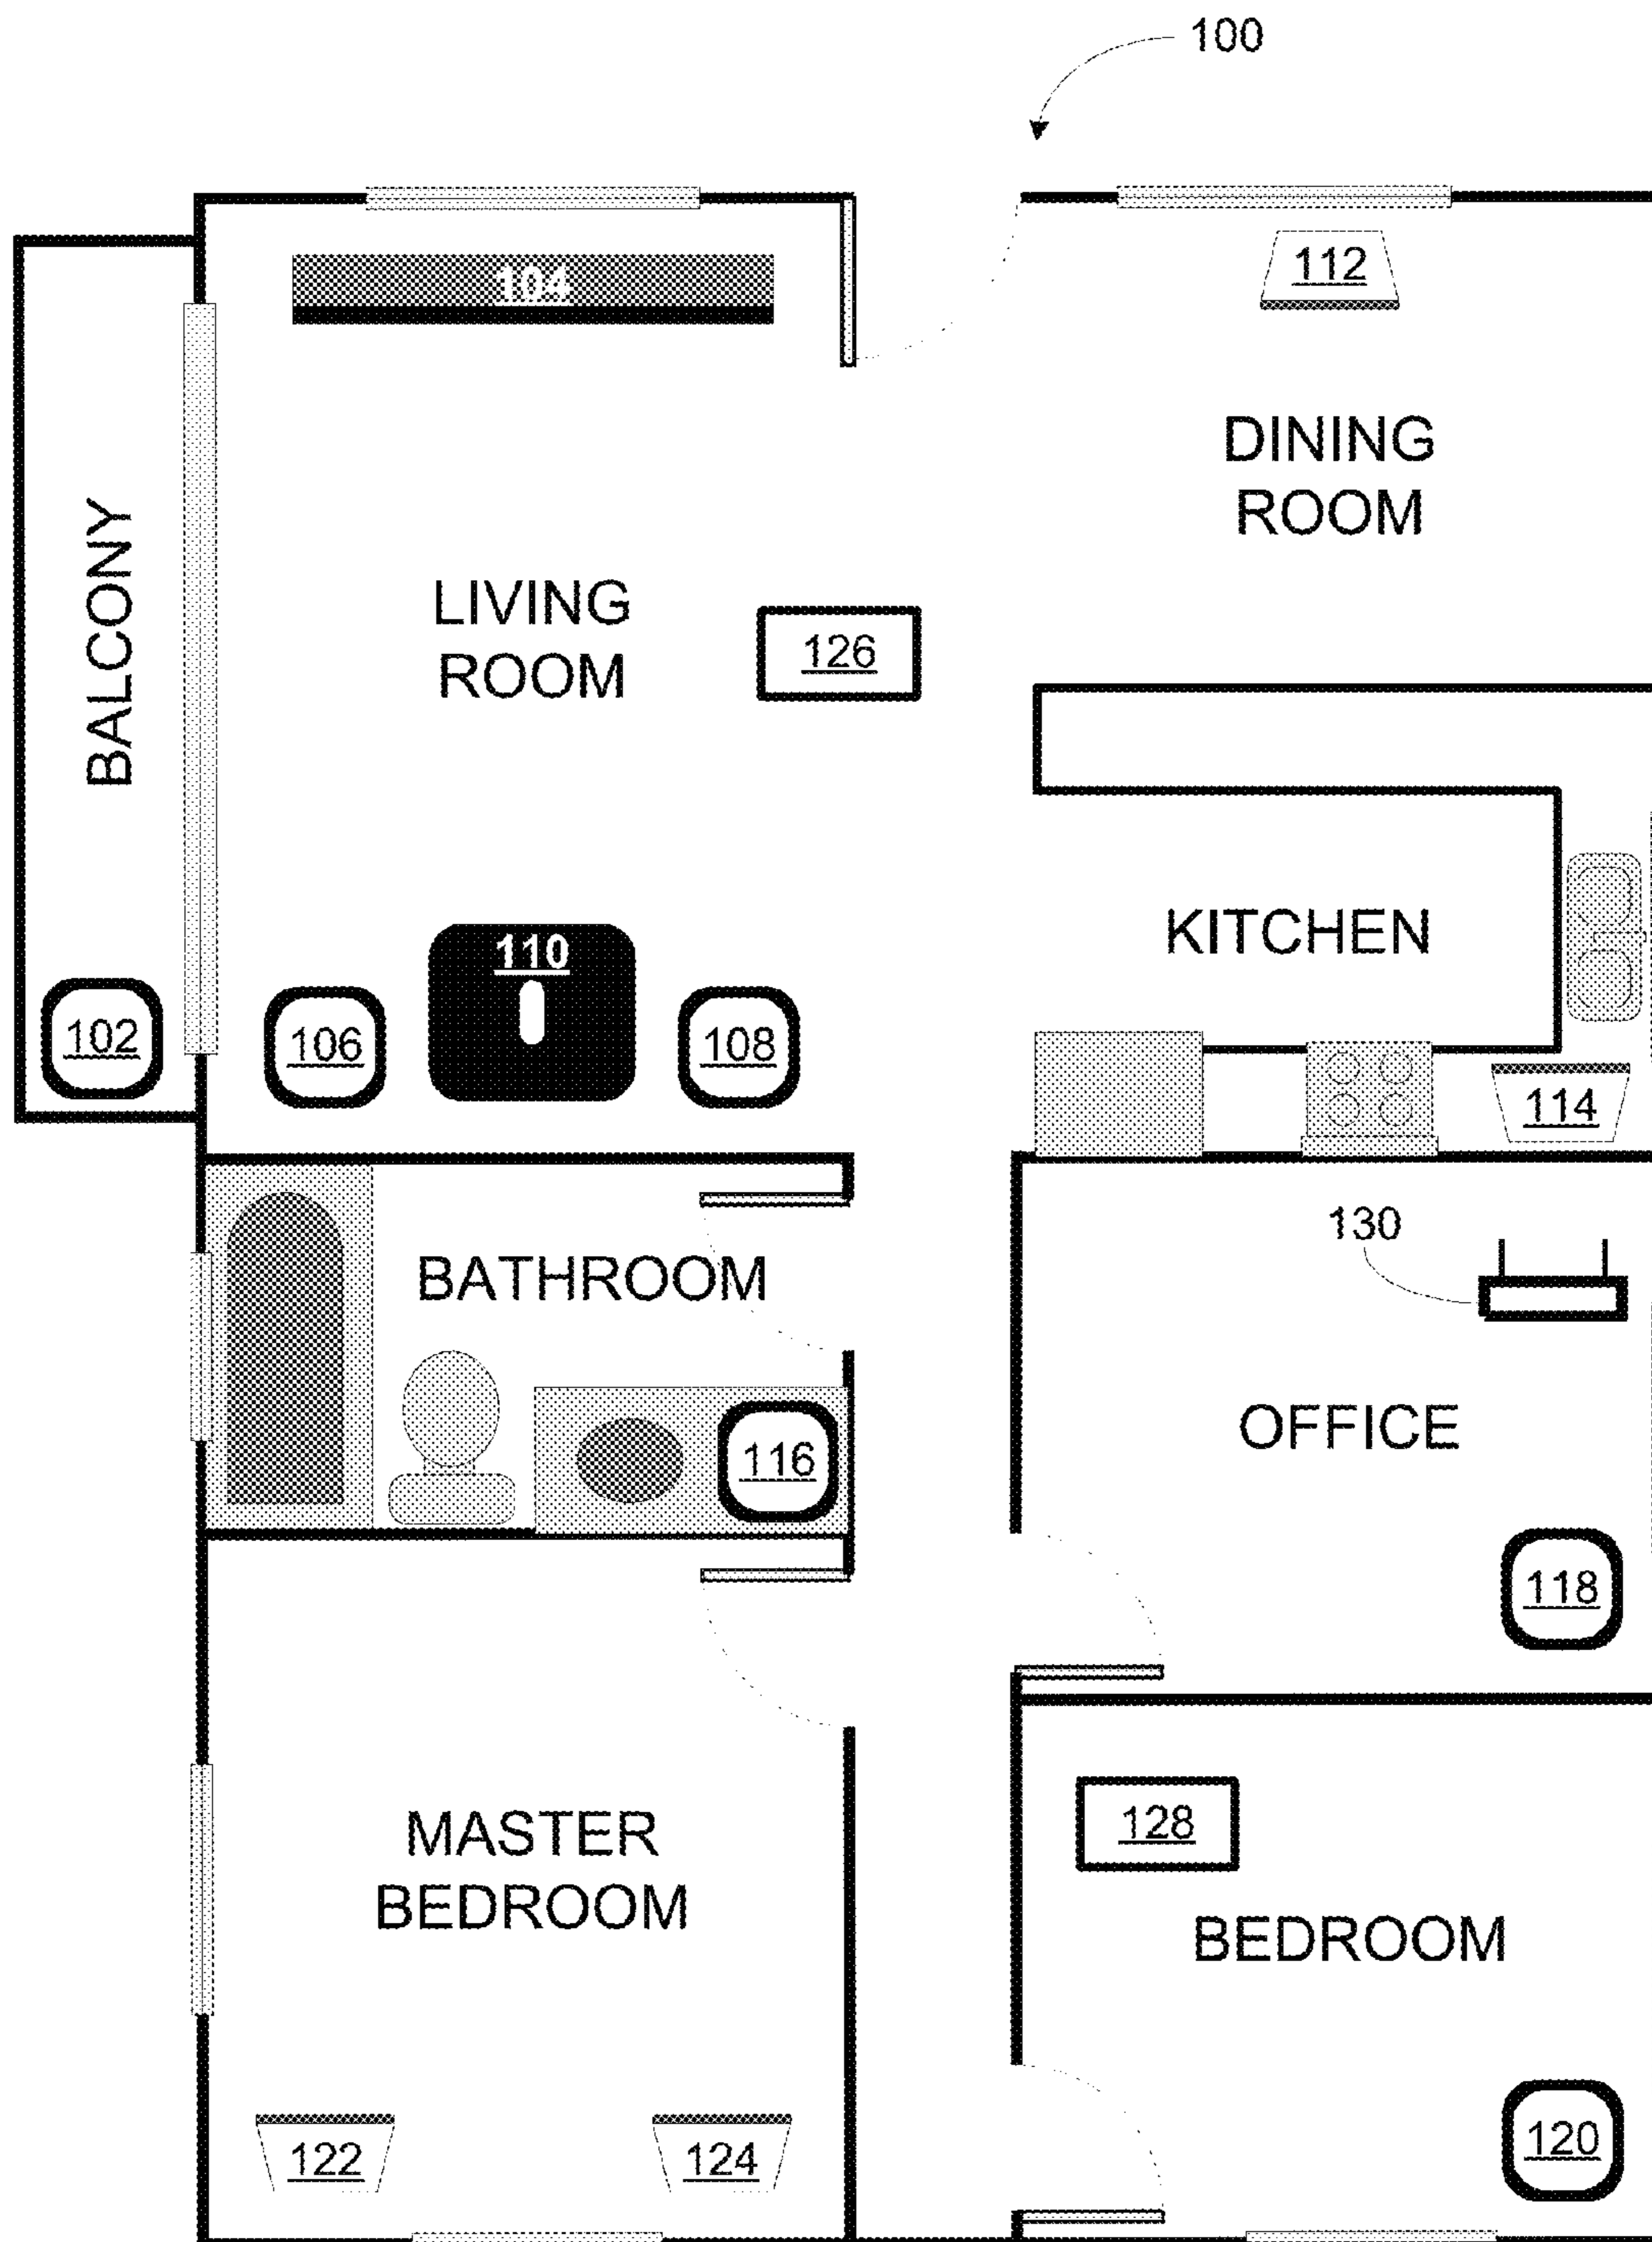 100
104
112
DINING
ROOM
BALCONY
LIVING
ROOM
126
KITCHEN
110
102
106
108
114
130
BATHROOM
OFFICE
116
118
MASTER
BEDROOM
128
BEDROOM
122
124
120